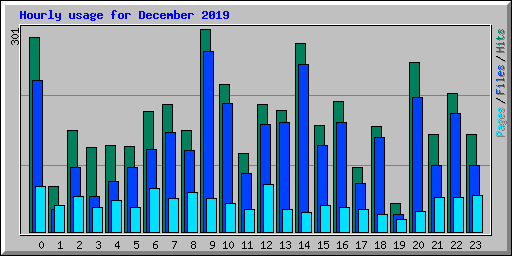 Hourly usage for December 2019
301
Pages/Files/Hits
0 1 2 3 4 5 6 7 8 9 10 11 12 13 14 15 16 17 18 19 20 21 22 23